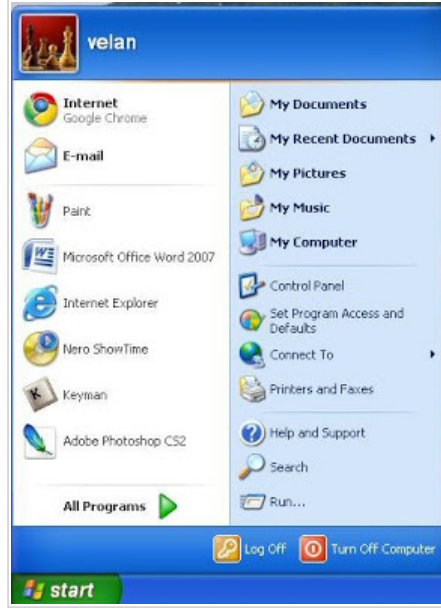 velan
Internet
Google Chrome
E-mail
Paint
Microsoft Office Word 2007
Internet Explorer
Nero ShowTime
Keyman
Adobe Photoshop CS2
All Programs
My Documents
My Recent Documents
My Pictures
My Music
My Computer
Control Panel
Set Program Access and
Defaults
Connect To
Printers and Faxes
Help and Support
Search
Run...
Log Off
Turn Off Computer
start